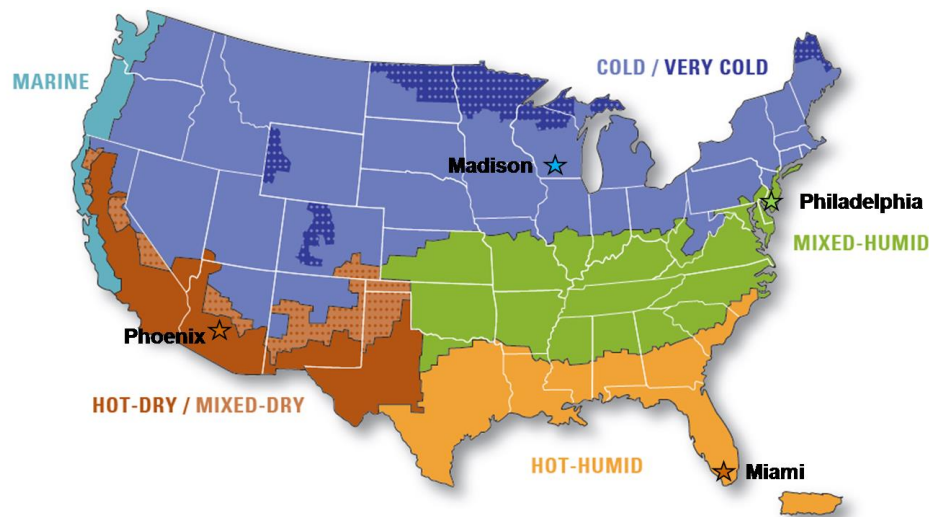 MARINE
COLD / VERY COLD
Madison
Philadelphia
MIXED-HUMID
Phoenix
HOT-DRY / MIXED-DRY
HOT-HUMID
Miami